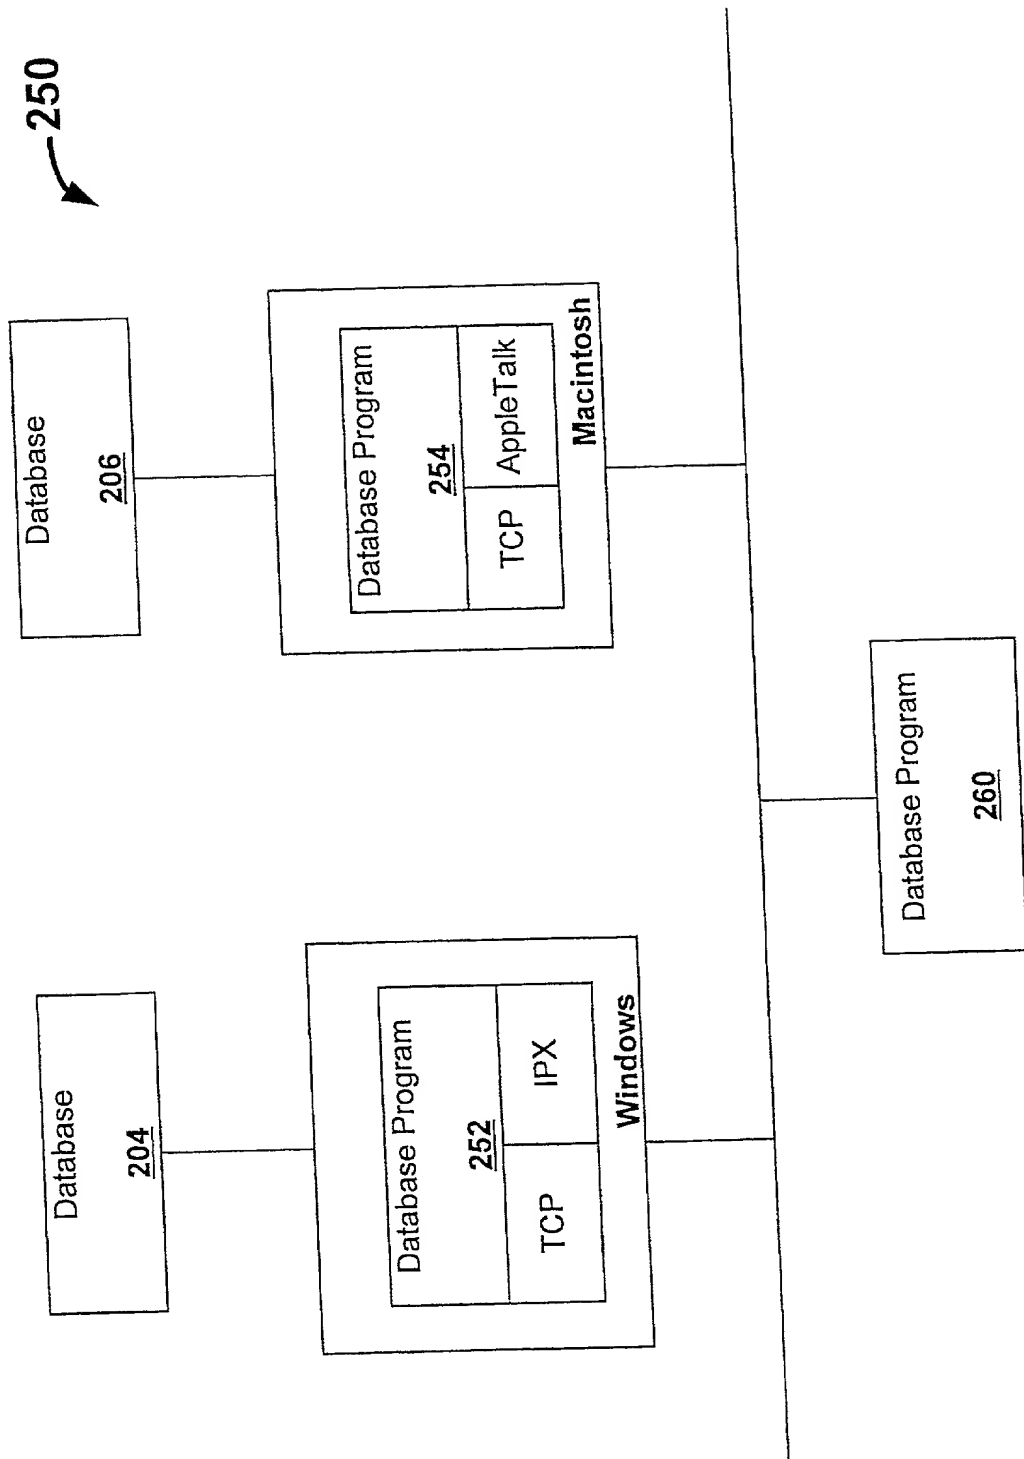 250
Database
204
Database
206
Database Program
252
TCP
IPX
Windows
Database Program
254
TCP
AppleTalk
Macintosh
Database Program
260